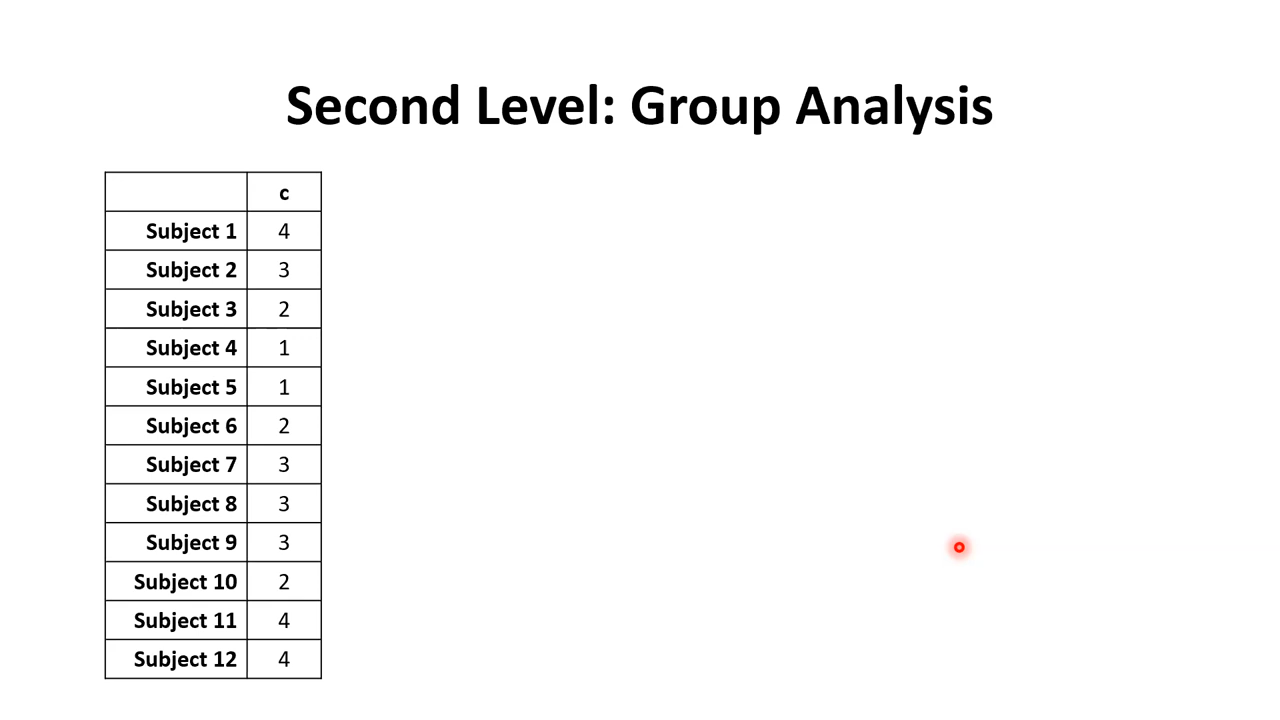 Second Level: Group Analysis
c
Subject 1 4
Subject 2 3
Subject 3 2
Subject 4 1
Subject 5 1
Subject 6 2
Subject 7 3
Subject 8 3
Subject 9 3
Subject 10 2
Subject 11 4
Subject 12 4